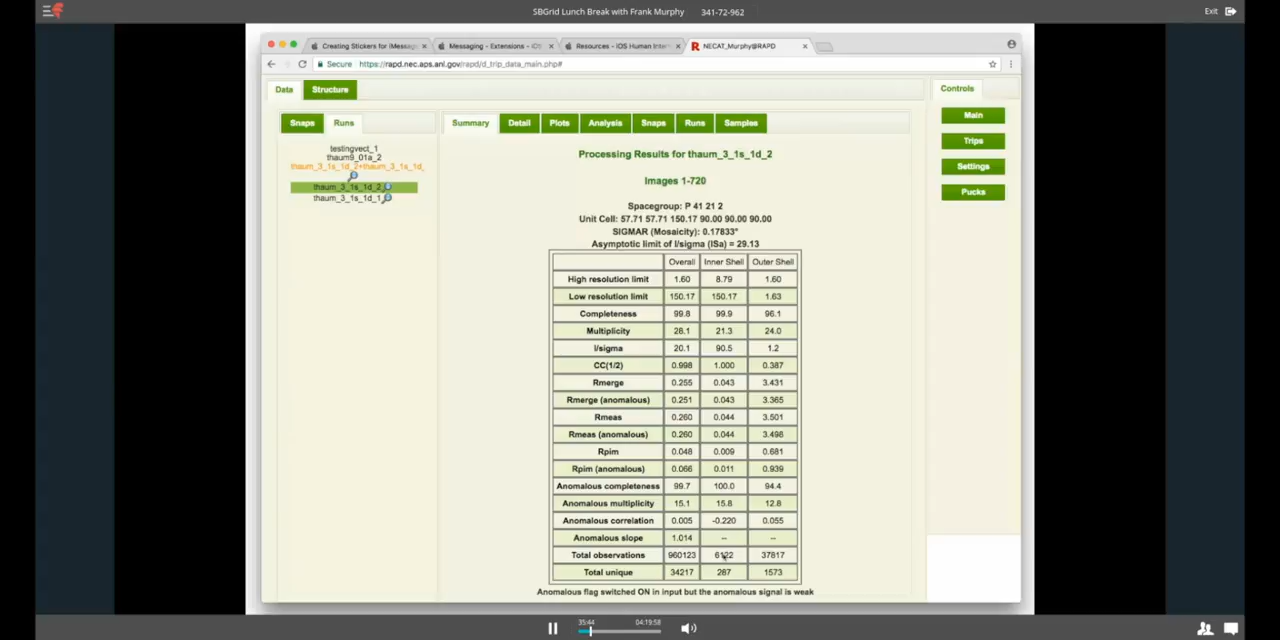 SBGrid Lunch Break with Frank Murphy 341-72-962 Exit
Creating Stickers for iMessag Messaging - Extensions - iOS Resources - iOS Human Inter NECAT_Murphy@RAPD
Secure https://rapd.nec.aps.anl.gov/rapd/d_trip_data_main.php#
Data Structure Controls
Snaps Runs Summary Detail Plots Analysis Snaps Runs Samples Main
Trips
Settings
Pucks
testingvect_1
thaum9_01a_2
thaum_3_1s_1d_2+thaum_3_1s_1d_
thaum_3_1s_1d_2
thaum_3_1s_1d_1
Processing Results for thaum_3_1s_1d_2
Images 1-720
Spacegroup: P 41 21 2
Unit Cell: 57.71 57.71 150.17 90.00 90.00 90.00
SIGMAR (Mosaicity): 0.17833°
Asymptotic limit of I/sigma (ISa) = 29.13
Overall Inner Shell Outer Shell
High resolution limit 1.60 8.79 1.60
Low resolution limit 150.17 150.17 1.63
Completeness 99.8 99.9 96.1
Multiplicity 28.1 21.3 24.0
I/sigma 20.1 90.5 1.2
CC(1/2) 0.998 1.000 0.387
Rmerge 0.255 0.043 3.431
Rmerge (anomalous) 0.251 0.043 3.365
Rmeas 0.260 0.044 3.501
Rmeas (anomalous) 0.260 0.044 3.498
Rpim 0.048 0.009 0.681
Rpim (anomalous) 0.066 0.011 0.939
Anomalous completeness 99.7 100.0 94.4
Anomalous multiplicity 15.1 15.8 12.8
Anomalous correlation 0.005 -0.220 0.055
Anomalous slope 1.014 -- --
Total observations 960123 6122 37817
Total unique 34217 287 1573
Anomalous flag switched ON in input but the anomalous signal is weak
35:44 04:19:58